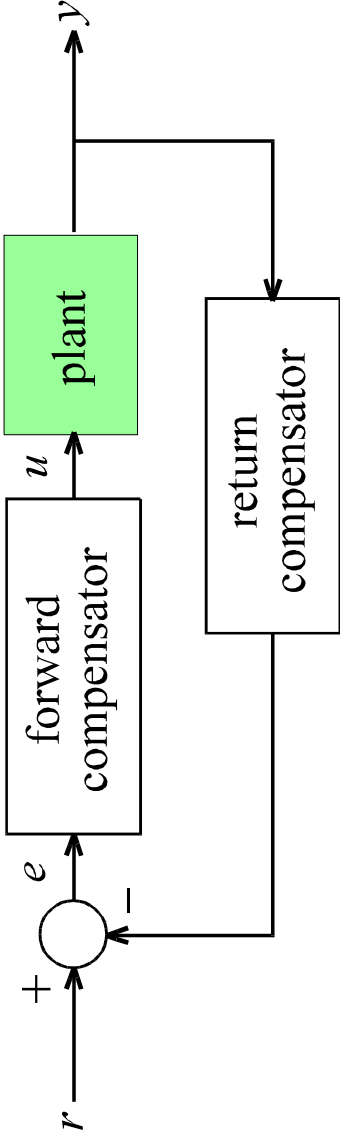 r
+
e
−
forward
compensator
u
plant
y
return
compensator